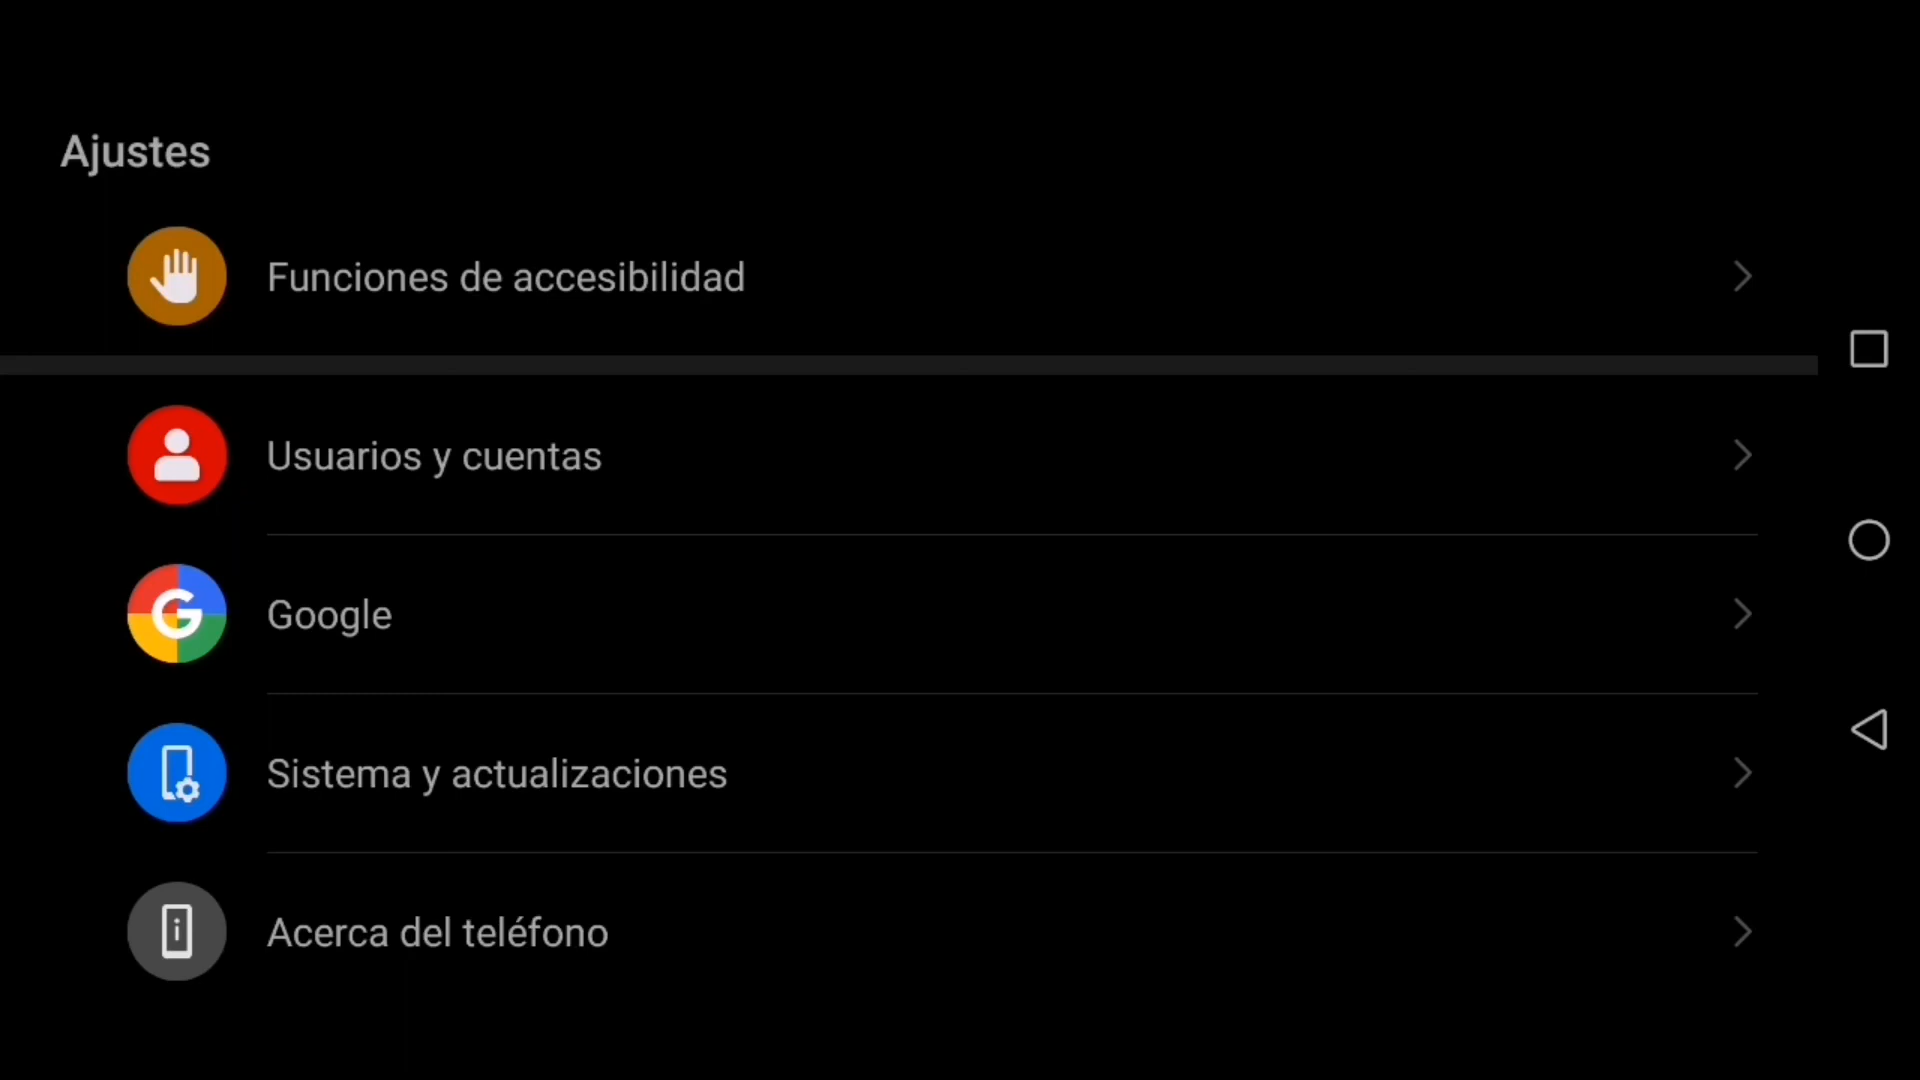 Ajustes
Funciones de accesibilidad
Usuarios y cuentas
Google
Sistema y actualizaciones
Acerca del teléfono